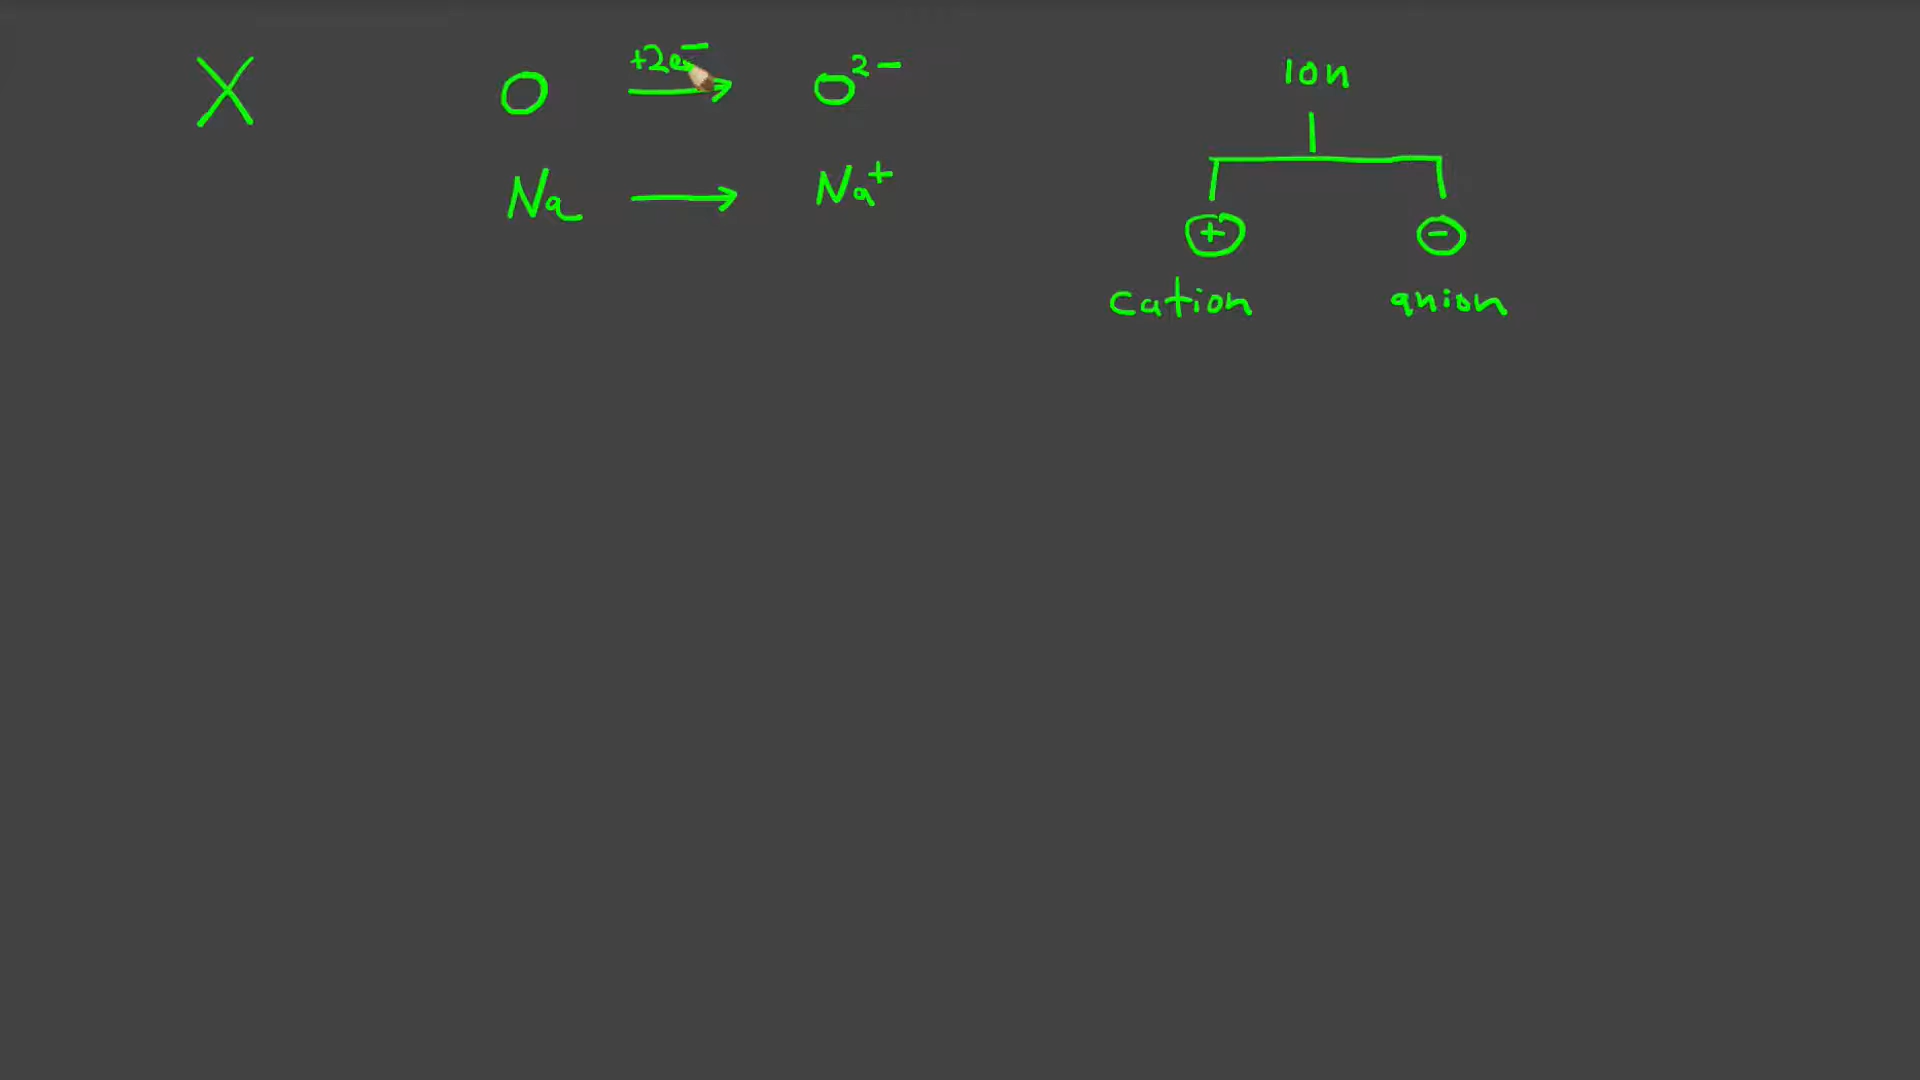 X
+2e⁻
O → O²⁻
Na → Na⁺
Ion
+ -
cation anion